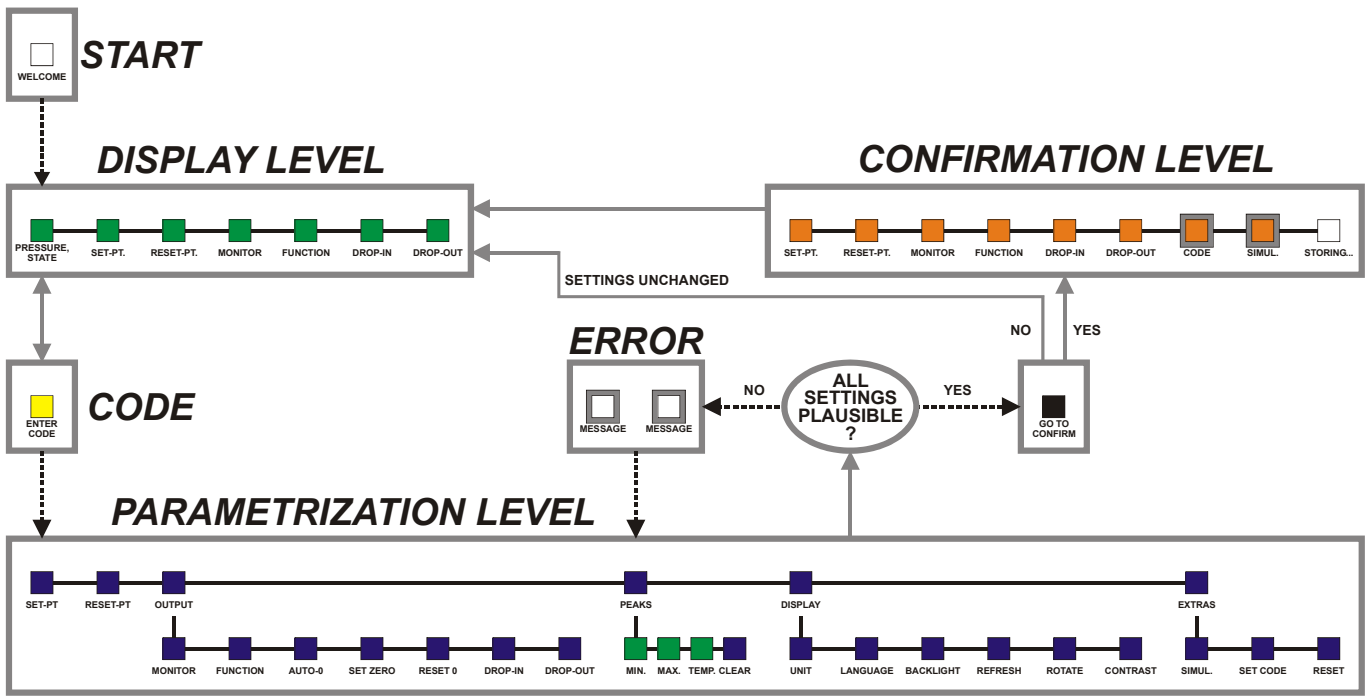 START
WELCOME
DISPLAY LEVEL
CONFIRMATION LEVEL
PRESSURE,
STATE
SET-PT.
RESET-PT.
MONITOR
FUNCTION
DROP-IN
DROP-OUT
SET-PT.
RESET-PT.
MONITOR
FUNCTION
DROP-IN
DROP-OUT
CODE
SIMUL.
STORING...
SETTINGS UNCHANGED
NO
YES
ERROR
MESSAGE
MESSAGE
NO
ALL
SETTINGS
PLAUSIBLE
?
YES
GO TO
CONFIRM
CODE
ENTER
CODE
PARAMETRIZATION LEVEL
SET-PT
RESET-PT
OUTPUT
PEAKS
DISPLAY
EXTRAS
MONITOR
FUNCTION
AUTO-0
SET ZERO
RESET 0
DROP-IN
DROP-OUT
MIN.
MAX.
TEMP.
CLEAR
UNIT
LANGUAGE
BACKLIGHT
REFRESH
ROTATE
CONTRAST
SIMUL.
SET CODE
RESET